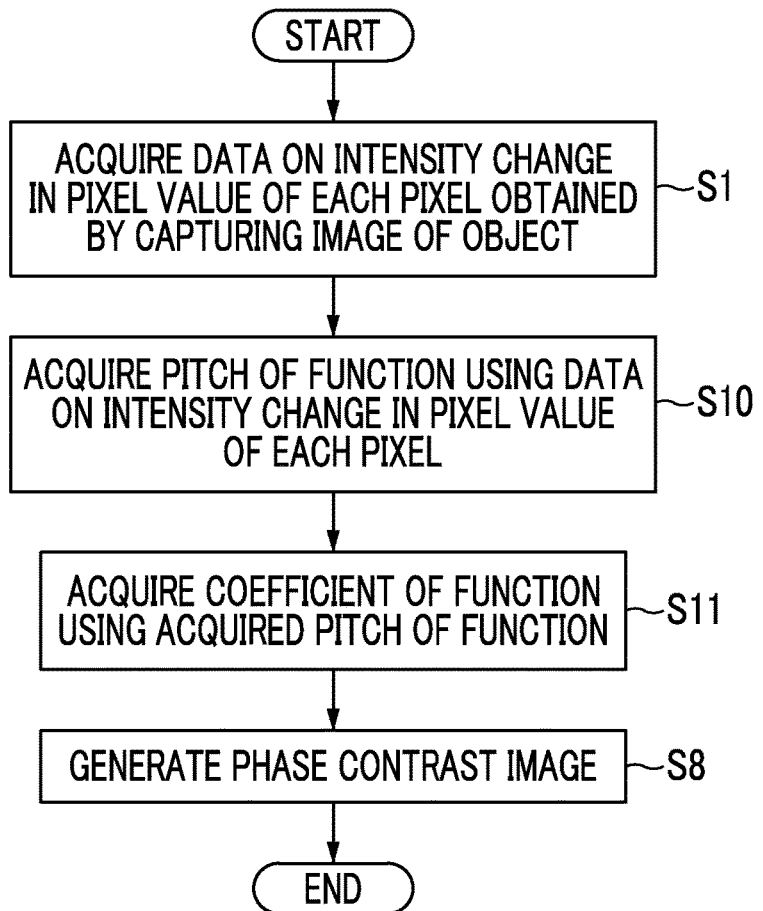 START
ACQUIRE DATA ON INTENSITY CHANGE
IN PIXEL VALUE OF EACH PIXEL OBTAINED
BY CAPTURING IMAGE OF OBJECT
S1
ACQUIRE PITCH OF FUNCTION USING DATA
ON INTENSITY CHANGE IN PIXEL VALUE
OF EACH PIXEL
S10
ACQUIRE COEFFICIENT OF FUNCTION
USING ACQUIRED PITCH OF FUNCTION
S11
GENERATE PHASE CONTRAST IMAGE
S8
END